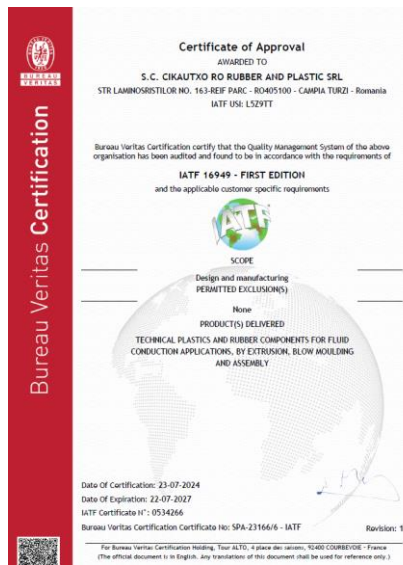 BUREAU
VERITAS
Bureau Veritas Certification
Certificate of Approval
AWARDED TO
S.C. CIKAUTXO RO RUBBER AND PLASTIC SRL
STR LAMINOSRISTILOR NO. 163-REIF PARC - RO405100 - CAMPIA TURZI - Romania
IATF USI: L5Z9TT
Bureau Veritas Certification certify that the Quality Management System of the above
organisation has been audited and found to be in accordance with the requirements of
IATF 16949 - FIRST EDITION
and the applicable customer specific requirements
IATF
SCOPE
Design and manufacturing
PERMITTED EXCLUSION(S)
None
PRODUCT(S) DELIVERED
TECHNICAL PLASTICS AND RUBBER COMPONENTS FOR FLUID
CONDUCTION APPLICATIONS, BY EXTRUSION, BLOW MOULDING
AND ASSEMBLY
Date Of Certification: 23-07-2024
Date Of Expiration: 22-07-2027
IATF Certificate N°: 0534266
Bureau Veritas Certification Certificate No: SPA-23166/6 - IATF
Revision: 1
For Bureau Veritas Certification Holding, Tour ALTO, 4 place des saisons, 92400 COURBEVOIE - France
(The official document is in English. Any translations of this document shall be used for reference only.)